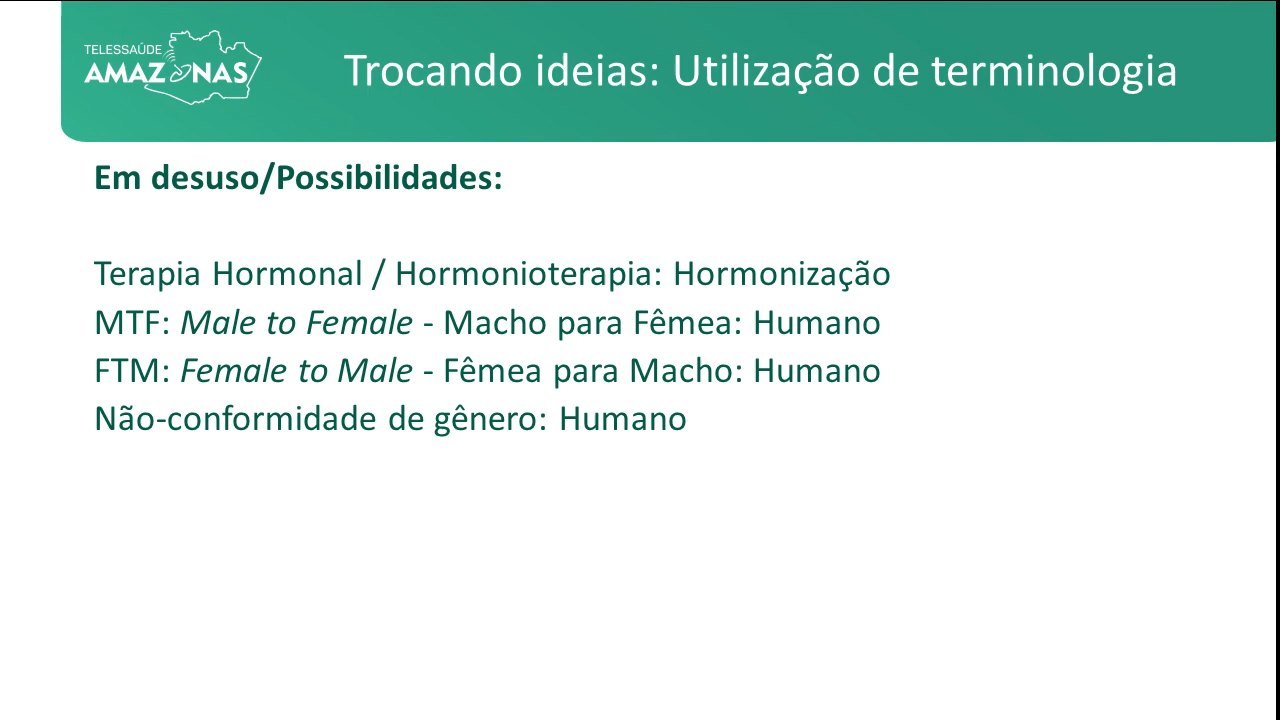 TELESSAÚDE
AMAZONAS
Trocando ideias: Utilização de terminologia
Em desuso/Possibilidades:
Terapia Hormonal / Hormonioterapia: Hormonização
MTF: Male to Female - Macho para Fêmea: Humano
FTM: Female to Male - Fêmea para Macho: Humano
Não-conformidade de gênero: Humano